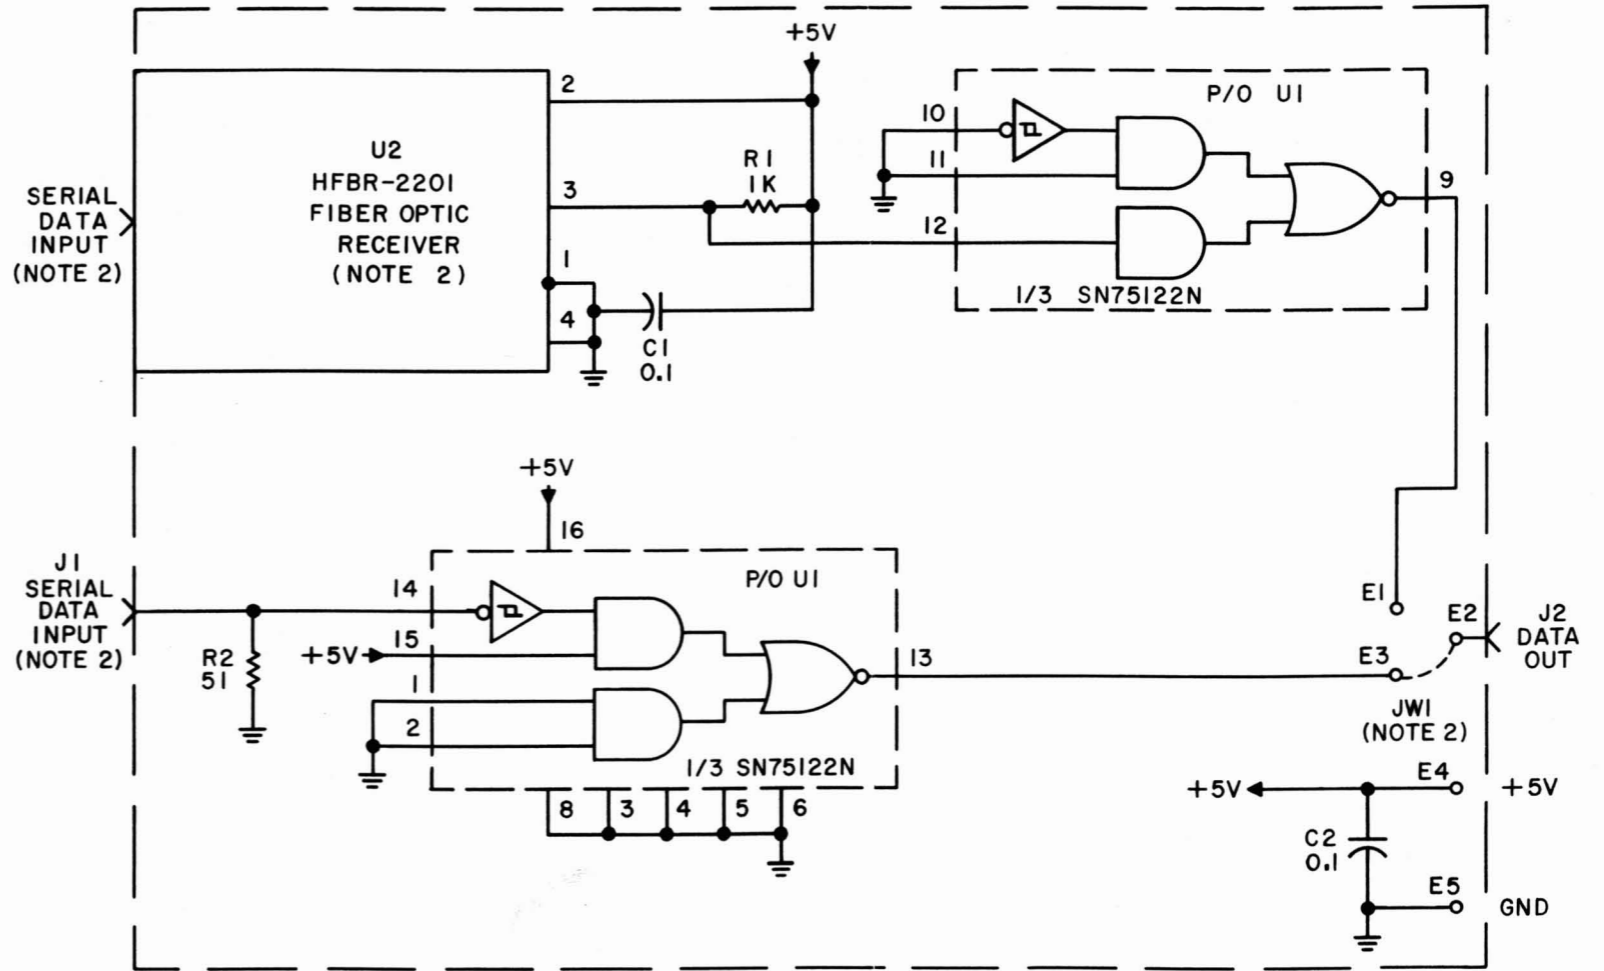 +5V
2
U2
HFBR-2201
FIBER OPTIC
RECEIVER
(NOTE 2)
3
1
4
SERIAL
DATA
INPUT
(NOTE 2)
R1
1K
C1
0.1
P/O U1
10
11
12
9
1/3 SN75122N
+5V
16
P/O U1
J1
SERIAL
DATA
INPUT
(NOTE 2)
R2
51
14
15
+5V
1
2
13
1/3 SN75122N
8
3
4
5
6
E1
E2
E3
J2
DATA
OUT
JW1
(NOTE 2)
+5V
E4
+5V
C2
0.1
E5
GND